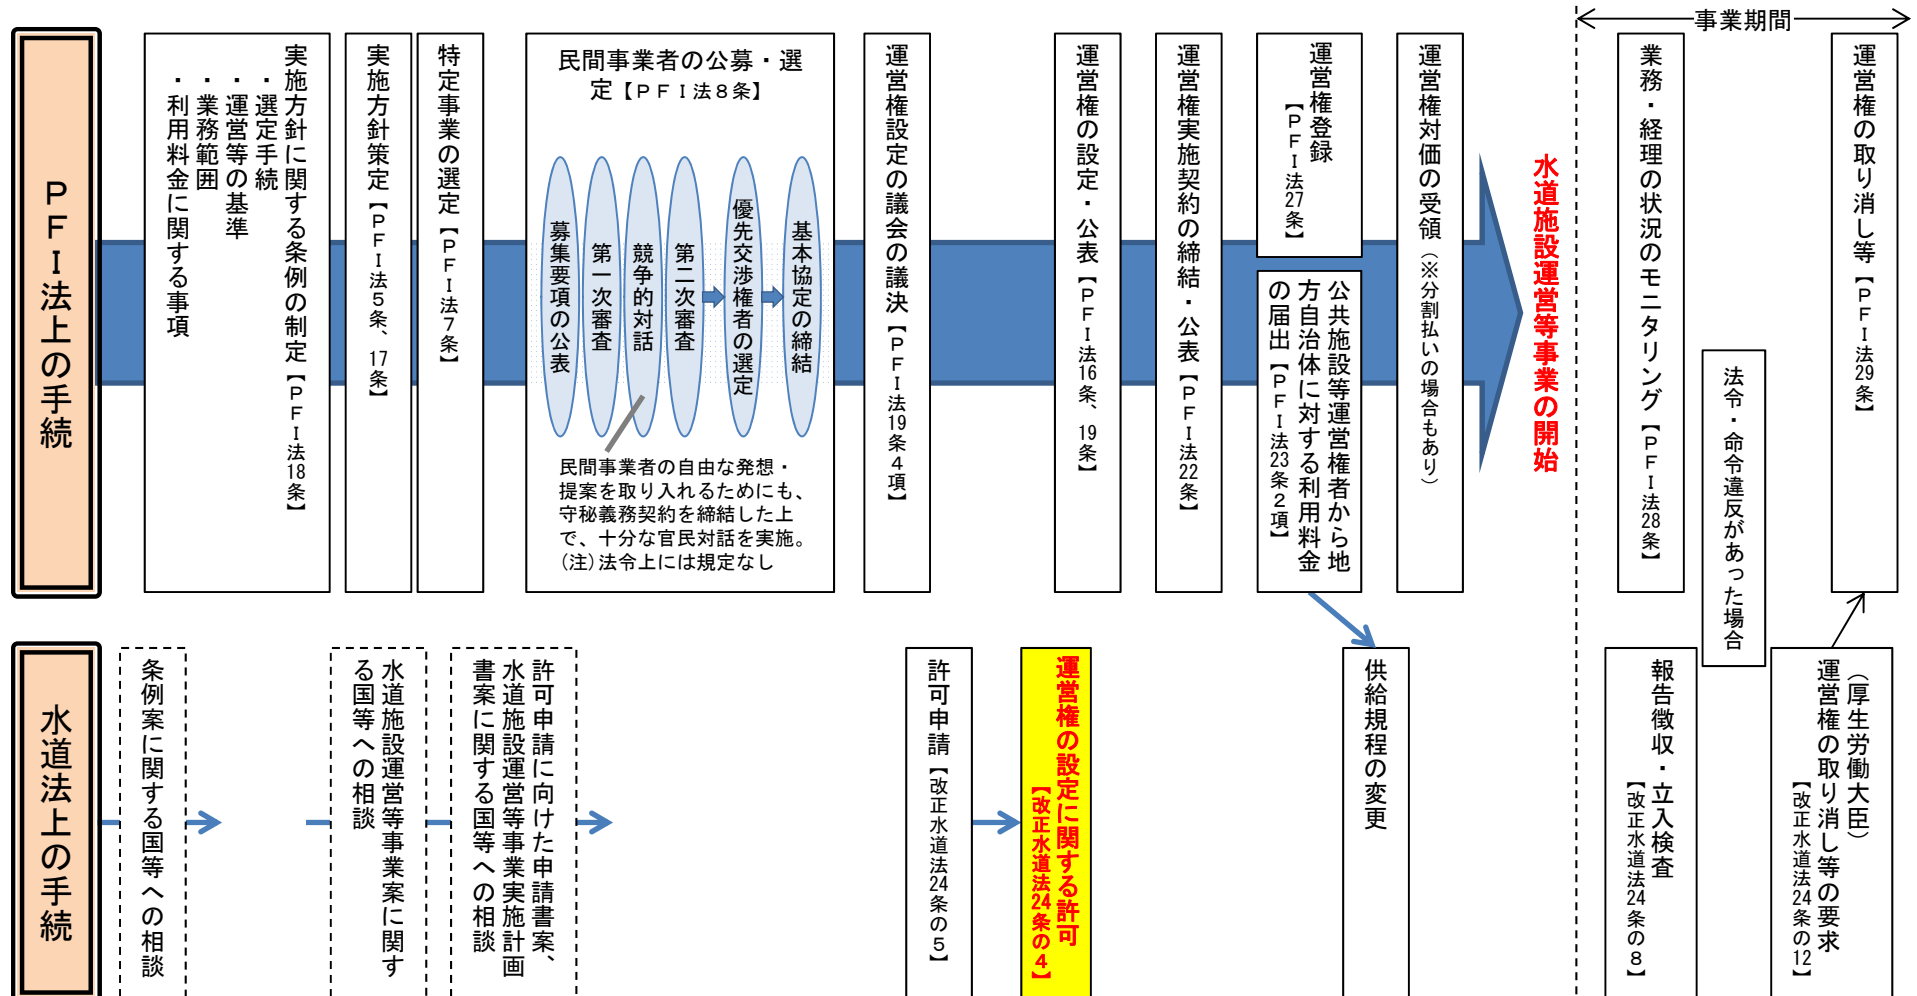 事業期間
PFI法上の手続
実施方針に関する条例の制定【PFI法18条】
・選定手続
・運営等の基準
・業務範囲
・利用料金に関する事項
実施方針策定【PFI法5条、17条】
特定事業の選定【PFI法7条】
民間事業者の公募・選
定【PFI法8条】
募集要項の公表
第一次審査
競争的対話
第二次審査
優先交渉権者の選定
基本協定の締結
民間事業者の自由な発想・
提案を取り入れるためにも、
守秘義務契約を締結した上
で、十分な官民対話を実施。
(注)法令上には規定なし
運営権設定の議会の議決【PFI法19条4項】
運営権の設定・公表【PFI法16条、19条】
運営権実施契約の締結・公表【PFI法22条】
運営権登録
【PFI法27条】
公共施設等運営権者から地
方自治体に対する利用料金
の届出【PFI法23条2項】
運営権対価の受領（※分割払いの場合もあり）
水道施設運営等事業の開始
業務・経理の状況のモニタリング【PFI法28条】
法令・命令違反があった場合
運営権の取り消し等【PFI法29条】
水道法上の手続
条例案に関する国等への相談
水道施設運営等事業案に関す
る国等への相談
許可申請に向けた申請書案、
水道施設運営等事業実施計画
書案に関する国等への相談
許可申請【改正水道法24条の5】
運営権の設定に関する許可
【改正水道法24条の4】
供給規程の変更
報告徴収・立入検査
【改正水道法24条の8】
（厚生労働大臣）
運営権の取り消し等の要求
【改正水道法24条の12】